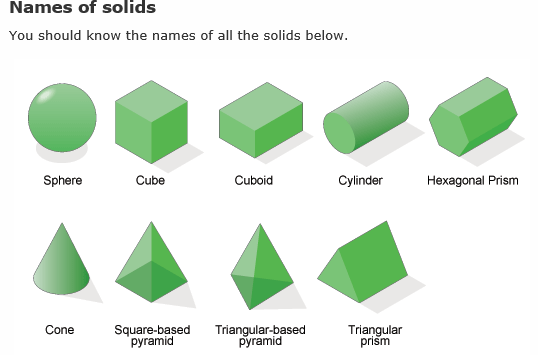 Names of solids
You should know the names of all the solids below.
Sphere
Cube
Cuboid
Cylinder
Hexagonal Prism
Cone
Square-based
pyramid
Triangular-based
pyramid
Triangular
prism